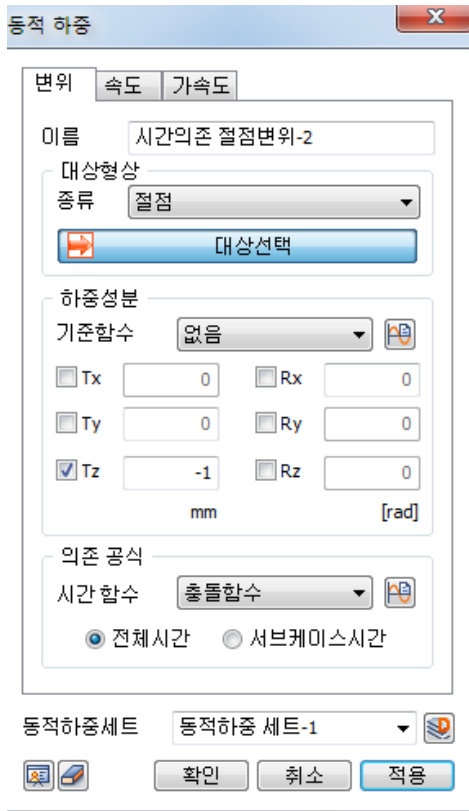 동적 하중
변위 속도 가속도
이름 시간의존 절점변위-2
대상형상
종류 절점
대상선택
하중성분
기준함수 없음
Tx 0 Rx 0
Ty 0 Ry 0
Tz -1 Rz 0
mm [rad]
의존 공식
시간 함수 충돌함수
전체시간 서브케이스시간
동적하중세트 동적하중 세트-1
확인 취소 적용